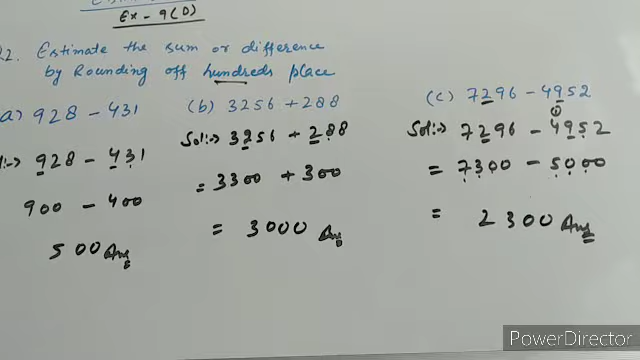 Ex - 9(D)
2. Estimate the sum or difference
by Rounding off hundreds place
a) 928 - 431
:-> 928 - 431
900 - 400
500 Ans
(b) 3256 + 288
Sol:-> 3256 + 288
= 3300 + 300
= 3000 Ans
(c) 7296 - 4952
Sol:-> 7296 - 4952
= 7300 - 5000
= 2300 Ans
PowerDirector